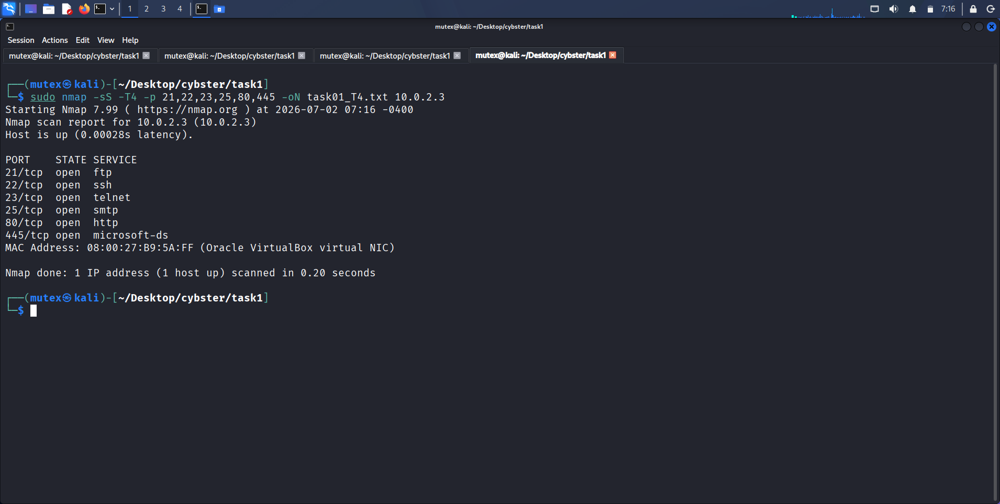 1 2 3 4 7:16
mutex@kali: ~/Desktop/cybster/task1
Session Actions Edit View Help
mutex@kali: ~/Desktop/cybster/task1 mutex@kali: ~/Desktop/cybster/task1 mutex@kali: ~/Desktop/cybster/task1 mutex@kali: ~/Desktop/cybster/task1
┌──(mutex㉿kali)-[~/Desktop/cybster/task1]
└─$ sudo nmap -sS -T4 -p 21,22,23,25,80,445 -oN task01_T4.txt 10.0.2.3
Starting Nmap 7.99 ( https://nmap.org ) at 2026-07-02 07:16 -0400
Nmap scan report for 10.0.2.3 (10.0.2.3)
Host is up (0.00028s latency).
PORT    STATE SERVICE
21/tcp  open  ftp
22/tcp  open  ssh
23/tcp  open  telnet
25/tcp  open  smtp
80/tcp  open  http
445/tcp open  microsoft-ds
MAC Address: 08:00:27:B9:5A:FF (Oracle VirtualBox virtual NIC)
Nmap done: 1 IP address (1 host up) scanned in 0.20 seconds
┌──(mutex㉿kali)-[~/Desktop/cybster/task1]
└─$